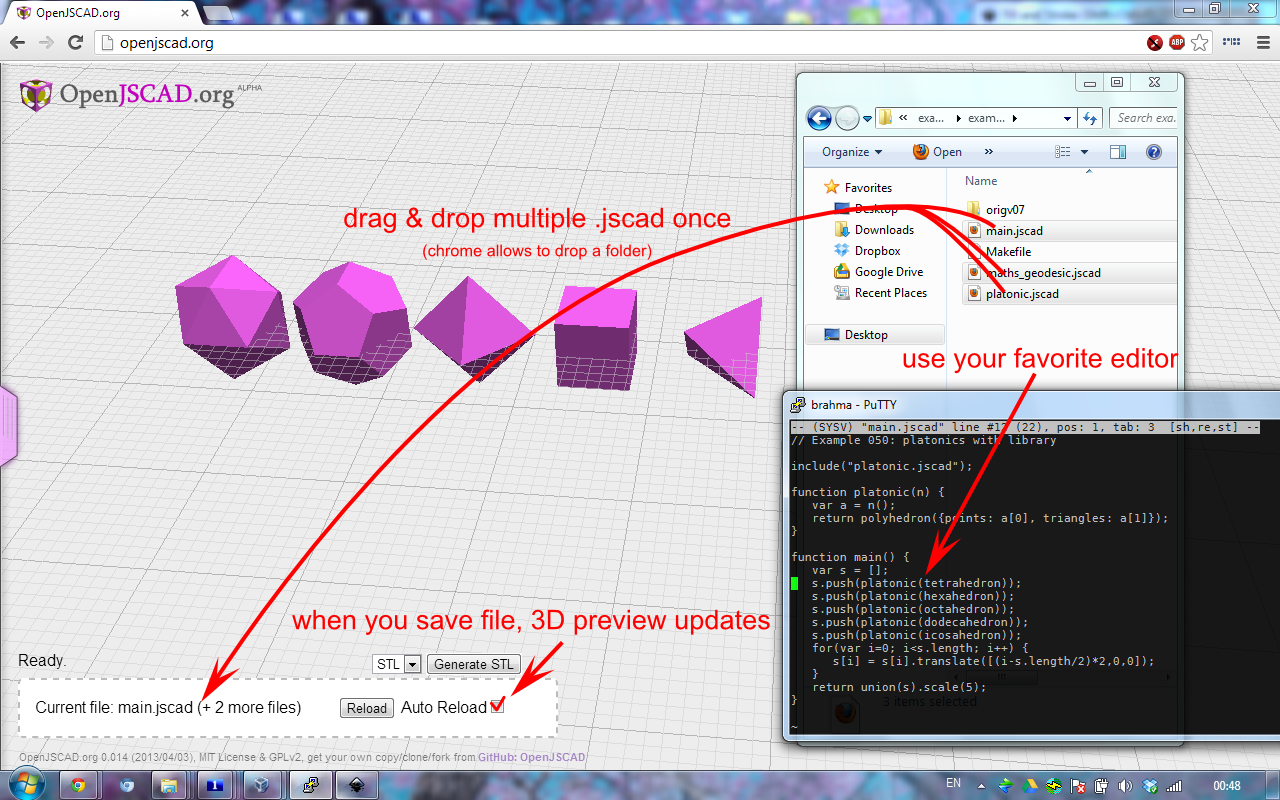 OpenJSCAD.org
openjscad.org
ABP
OpenJSCAD.org ALPHA
drag & drop multiple .jscad once
(chrome allows to drop a folder)
when you save file, 3D preview updates
Ready.
STL
Generate STL
Current file: main.jscad (+ 2 more files)
Reload
Auto Reload
OpenJSCAD.org 0.014 (2013/04/03), MIT License & GPLv2, get your own copy/clone/fork from GitHub: OpenJSCAD
« exa... exam...
Search exa.
Organize
Open
»
Favorites
Desktop
Downloads
Dropbox
Google Drive
Recent Places
Desktop
Name
origv07
main.jscad
Makefile
maths_geodesic.jscad
platonic.jscad
use your favorite editor
brahma - PuTTY
-- (SYSV) "main.jscad" line #12 (22), pos: 1, tab: 3 [sh,re,st] --
// Example 050: platonics with library
include("platonic.jscad");
function platonic(n) {
var a = n();
return polyhedron({points: a[0], triangles: a[1]});
}
function main() {
var s = [];
s.push(platonic(tetrahedron));
s.push(platonic(hexahedron));
s.push(platonic(octahedron));
s.push(platonic(dodecahedron));
s.push(platonic(icosahedron));
for(var i=0; i<s.length; i++) {
s[i] = s[i].translate([(i-s.length/2)*2,0,0]);
}
return union(s).scale(5);
}
~
3 items selected
1
EN
00:48